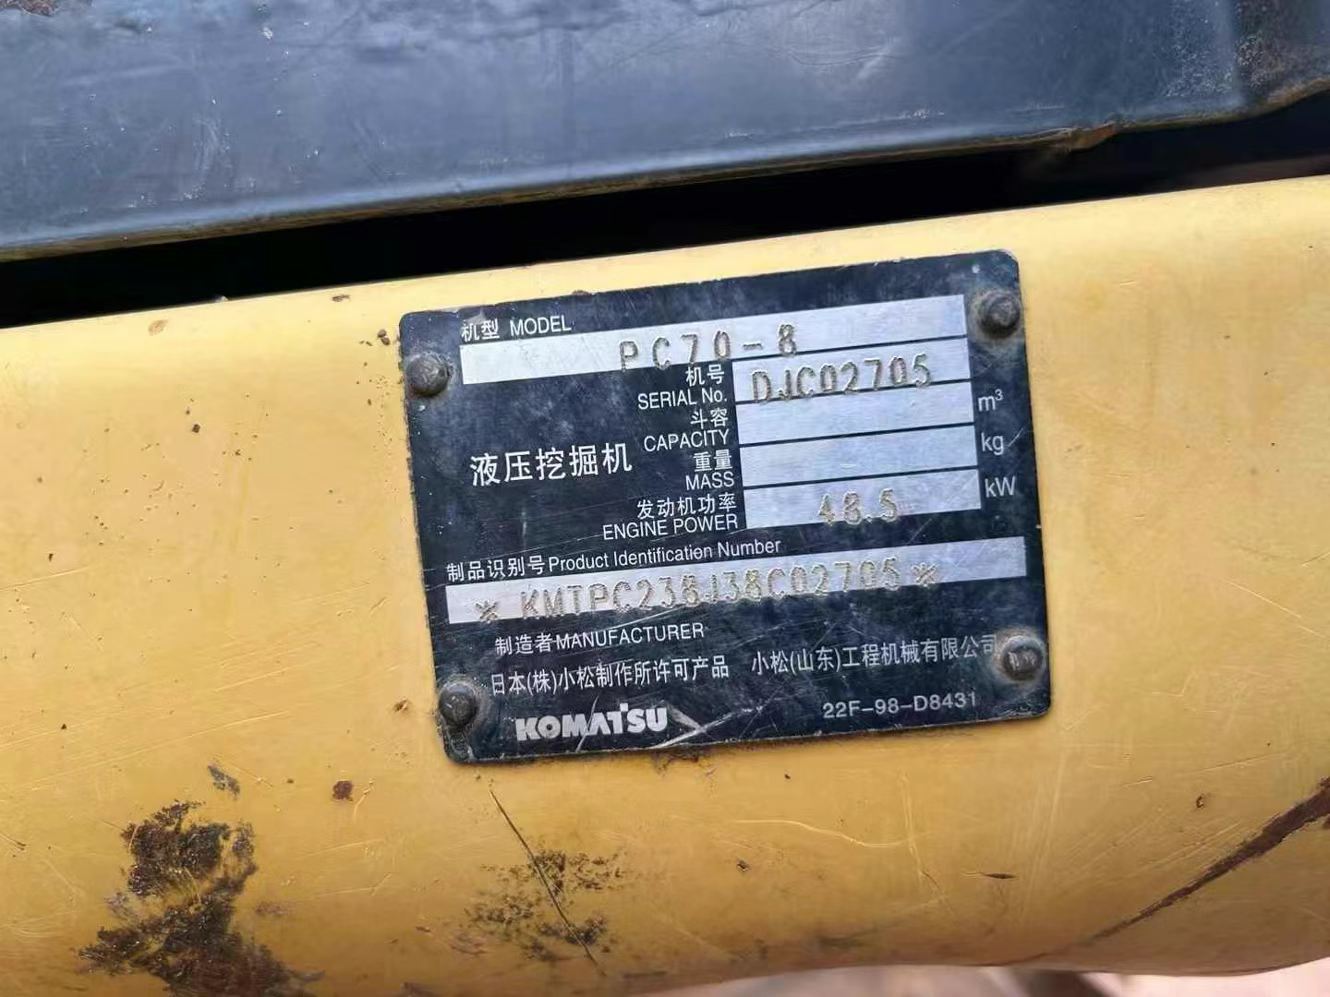 机型 MODEL
PC70-8
机号
SERIAL No.
DJC02705
斗容
CAPACITY
m³
液压挖掘机
重量
MASS
kg
发动机功率
ENGINE POWER
48.5
kW
制品识别号 Product Identification Number
※ KMTPC238J38C02705 ※
制造者 MANUFACTURER
日本(株)小松制作所许可产品 小松(山东)工程机械有限公司
KOMATSU
22F-98-D8431